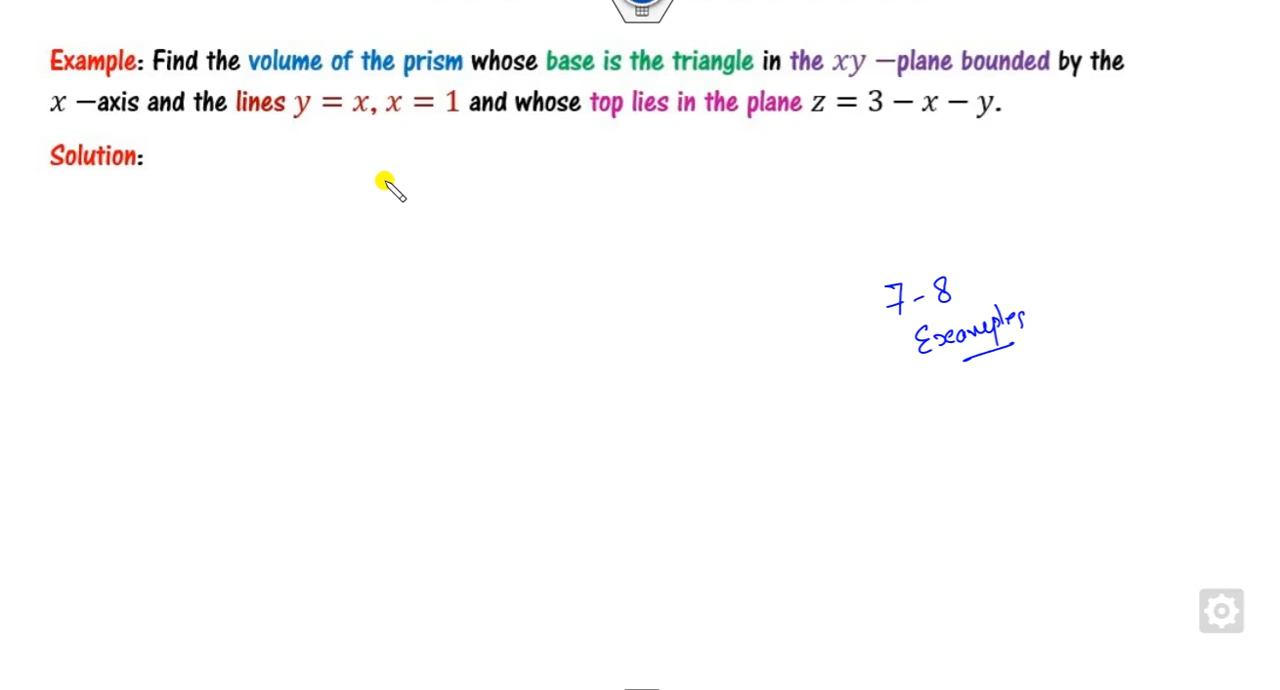 Example: Find the volume of the prism whose base is the triangle in the xy −plane bounded by the
x −axis and the lines y = x, x = 1 and whose top lies in the plane z = 3 − x − y.
Solution:
7-8
Examples